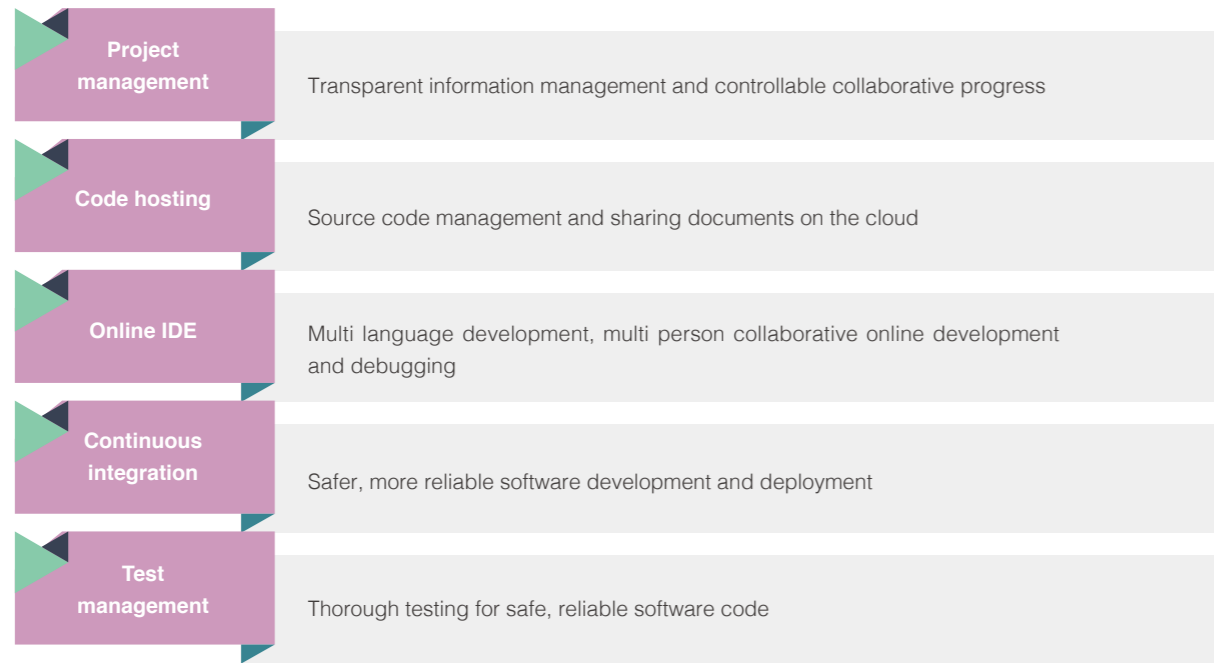 Project
management
Transparent information management and controllable collaborative progress
Code hosting
Source code management and sharing documents on the cloud
Online IDE
Multi language development, multi person collaborative online development
and debugging
Continuous
integration
Safer, more reliable software development and deployment
Test
management
Thorough testing for safe, reliable software code